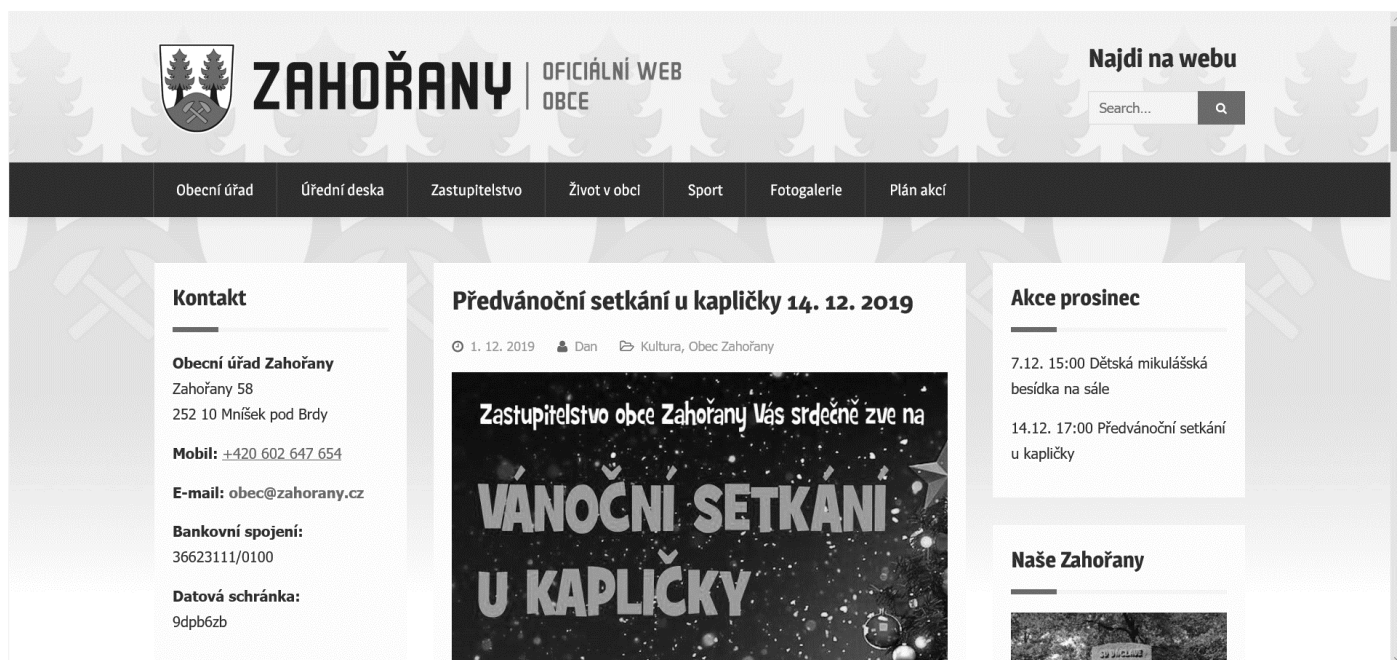 ZAHOŘANY
OFICIÁLNÍ WEB
OBCE
Najdi na webu
Search...
Obecní úřad
Úřední deska
Zastupitelstvo
Život v obci
Sport
Fotogalerie
Plán akcí
Kontakt
Obecní úřad Zahořany
Zahořany 58
252 10 Mníšek pod Brdy
Mobil: +420 602 647 654
E-mail: obec@zahorany.cz
Bankovní spojení:
36623111/0100
Datová schránka:
9dpb6zb
Předvánoční setkání u kapličky 14. 12. 2019
1. 12. 2019 Dan Kultura, Obec Zahořany
Zastupitelstvo obce Zahořany Vás srdečně zve na
VÁNOČNÍ SETKÁNÍ
U KAPLIČKY
Akce prosinec
7.12. 15:00 Dětská mikulášská
besídka na sále
14.12. 17:00 Předvánoční setkání
u kapličky
Naše Zahořany